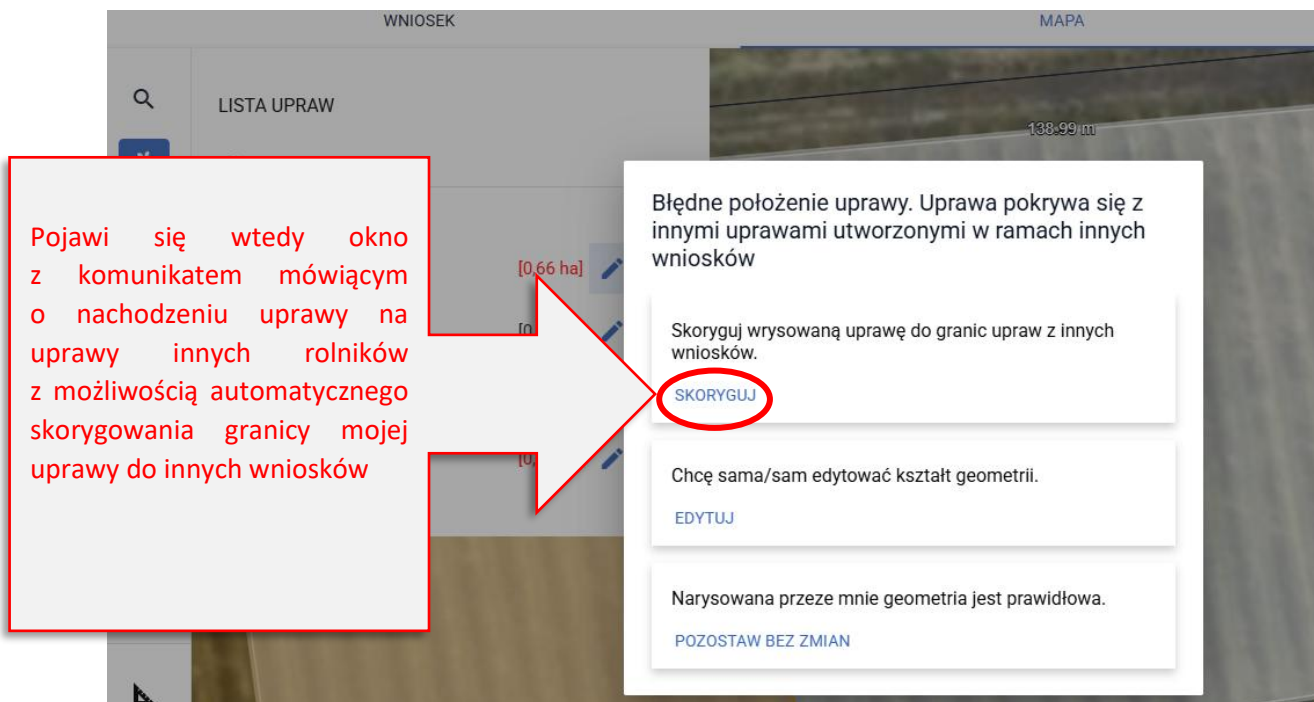 WNIOSEK
MAPA
LISTA UPRAW
138.99 m
Pojawi się wtedy okno
z komunikatem mówiącym
o nachodzeniu uprawy na
uprawy innych rolników
z możliwością automatycznego
skorygowania granicy mojej
uprawy do innych wniosków
[0,66 ha]
Błędne położenie uprawy. Uprawa pokrywa się z
innymi uprawami utworzonymi w ramach innych
wniosków
Skoryguj wrysowaną uprawę do granic upraw z innych
wniosków.
SKORYGUJ
Chcę sama/sam edytować kształt geometrii.
EDYTUJ
Narysowana przeze mnie geometria jest prawidłowa.
POZOSTAW BEZ ZMIAN